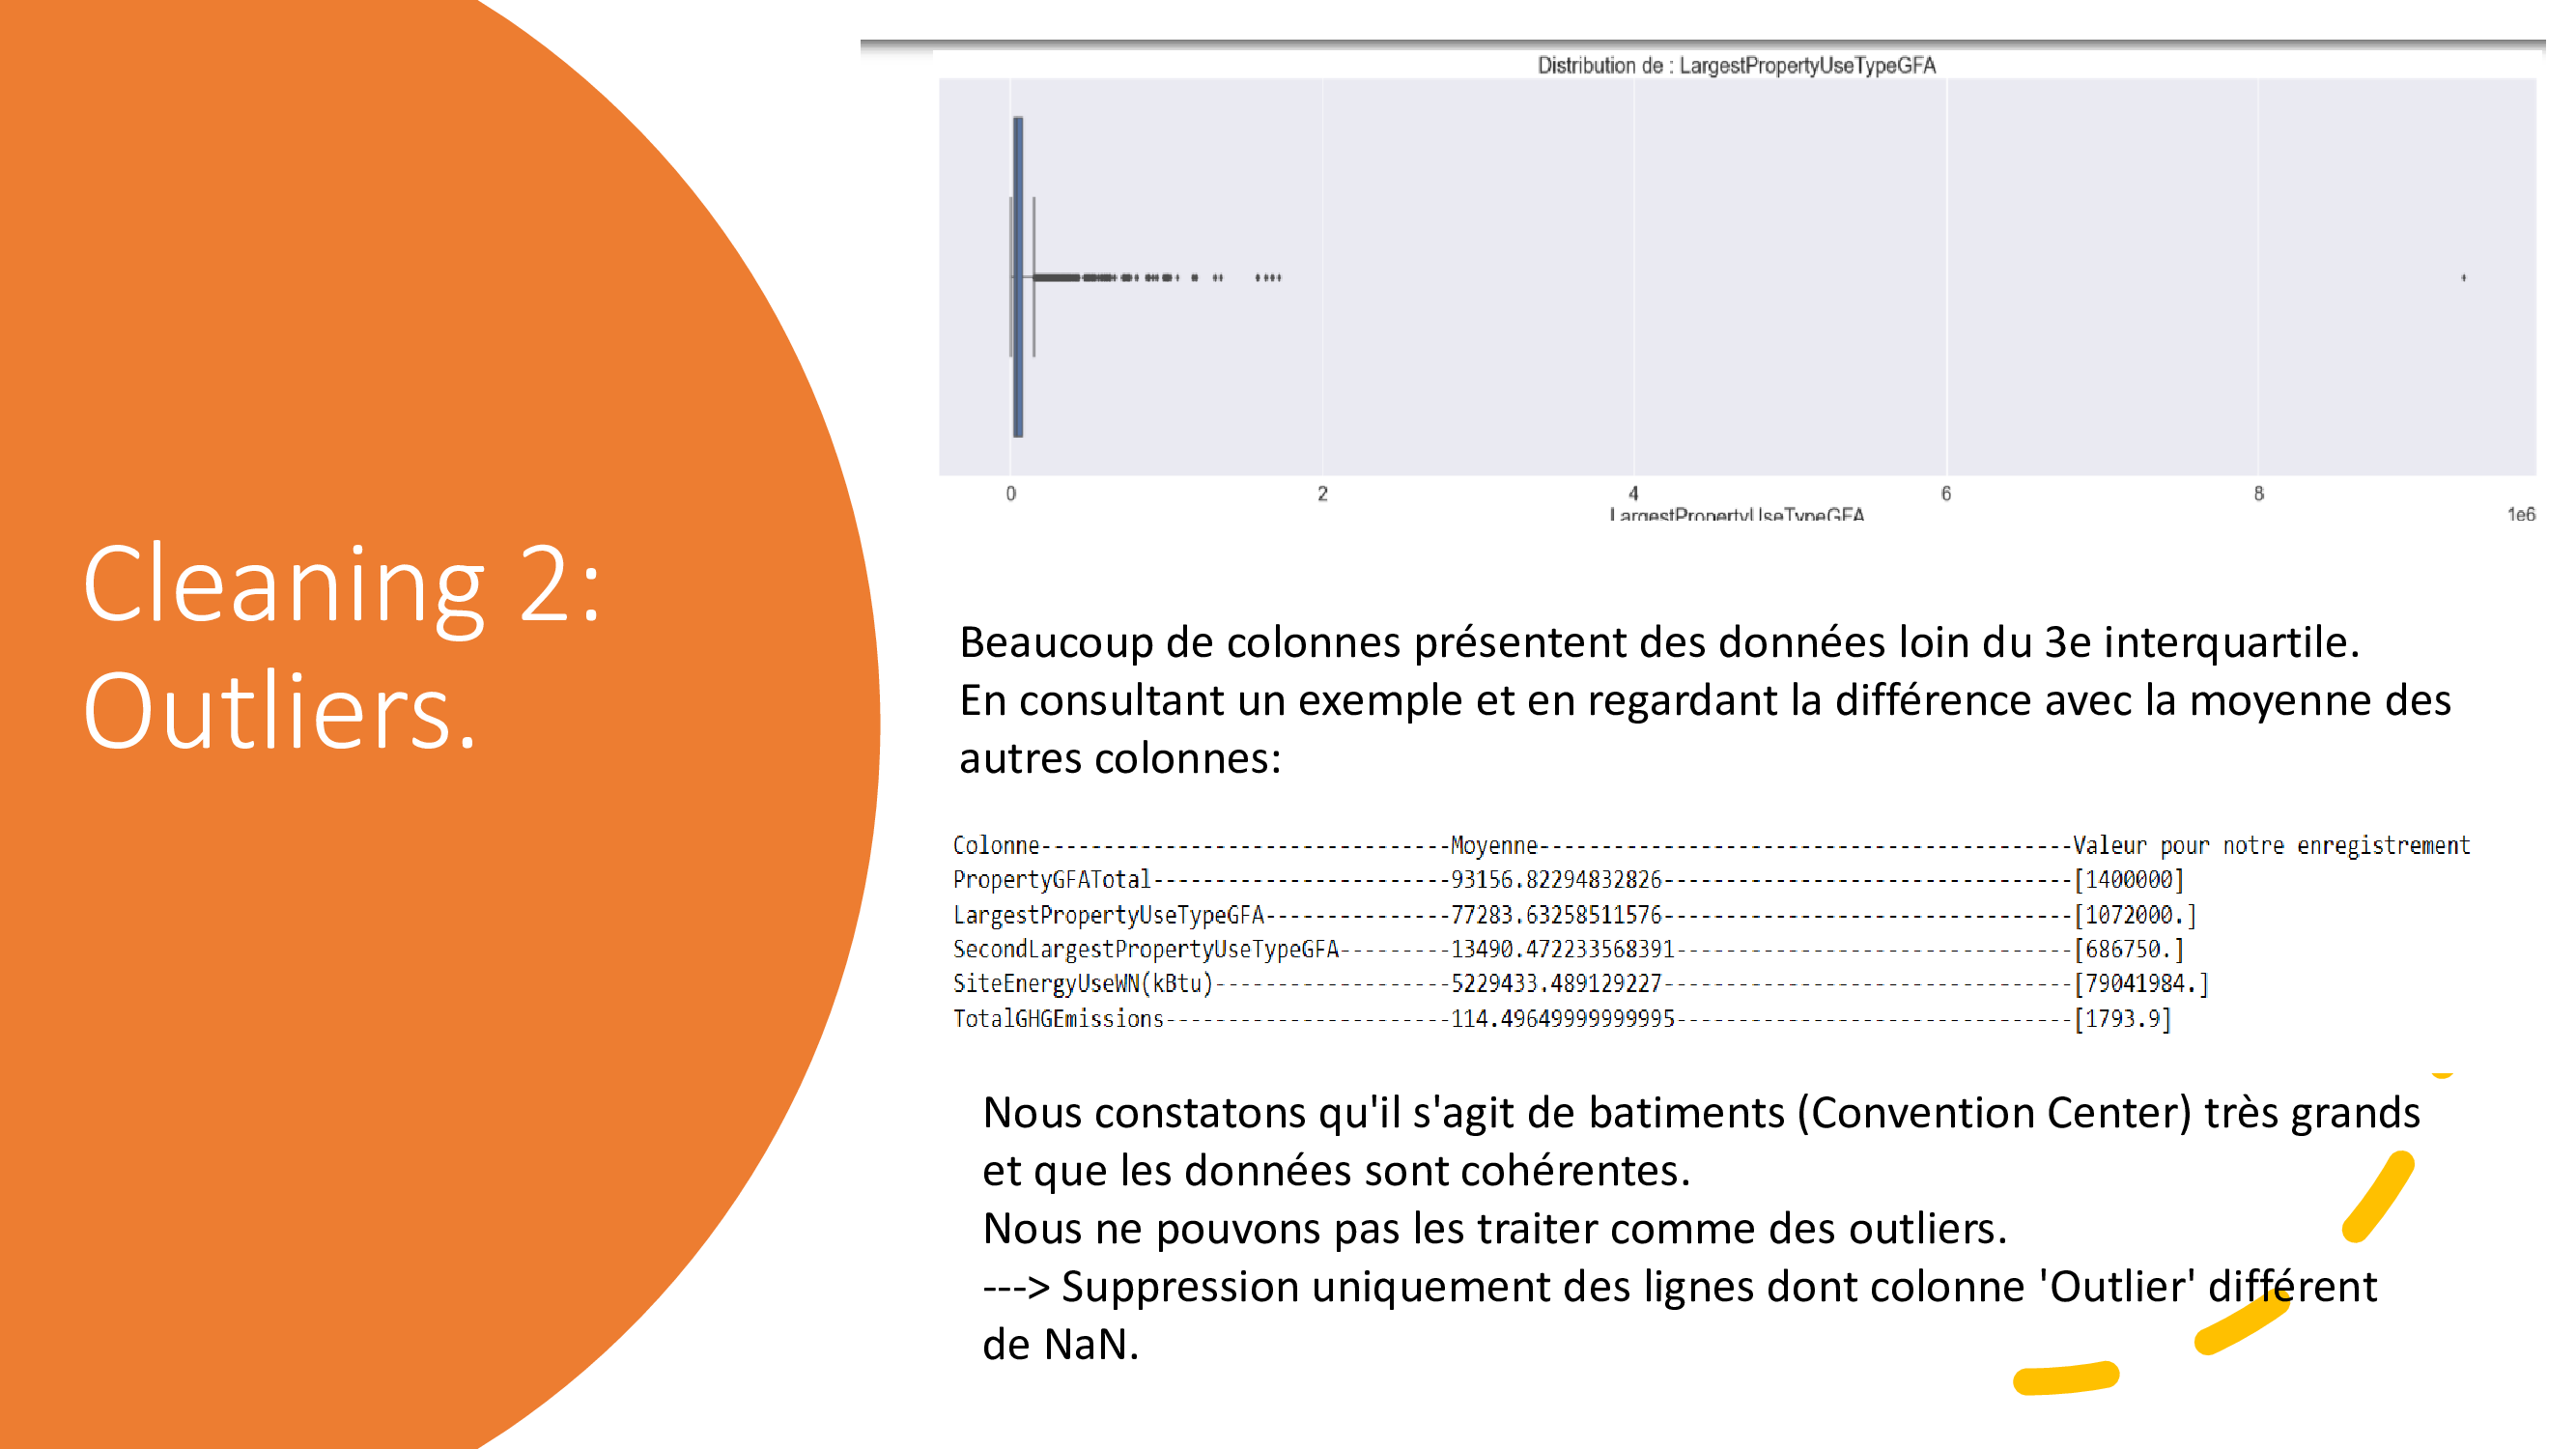 Cleaning 2:
Outliers.
Distribution de : LargestPropertyUseTypeGFA
0 2 4 6 8
LargestPropertyUseTypeGFA
1e6
Beaucoup de colonnes présentent des données loin du 3e interquartile.
En consultant un exemple et en regardant la différence avec la moyenne des
autres colonnes:
Colonne---------------------------------Moyenne-------------------------------------------Valeur pour notre enregistrement
PropertyGFATotal------------------------93156.82294832826---------------------------------[1400000]
LargestPropertyUseTypeGFA---------------77283.63258511576---------------------------------[1072000.]
SecondLargestPropertyUseTypeGFA---------13490.472233568391--------------------------------[686750.]
SiteEnergyUseWN(kBtu)-------------------5229433.489129227---------------------------------[79041984.]
TotalGHGEmissions-----------------------114.49649999999995--------------------------------[1793.9]
Nous constatons qu'il s'agit de batiments (Convention Center) très grands
et que les données sont cohérentes.
Nous ne pouvons pas les traiter comme des outliers.
---> Suppression uniquement des lignes dont colonne 'Outlier' différent
de NaN.